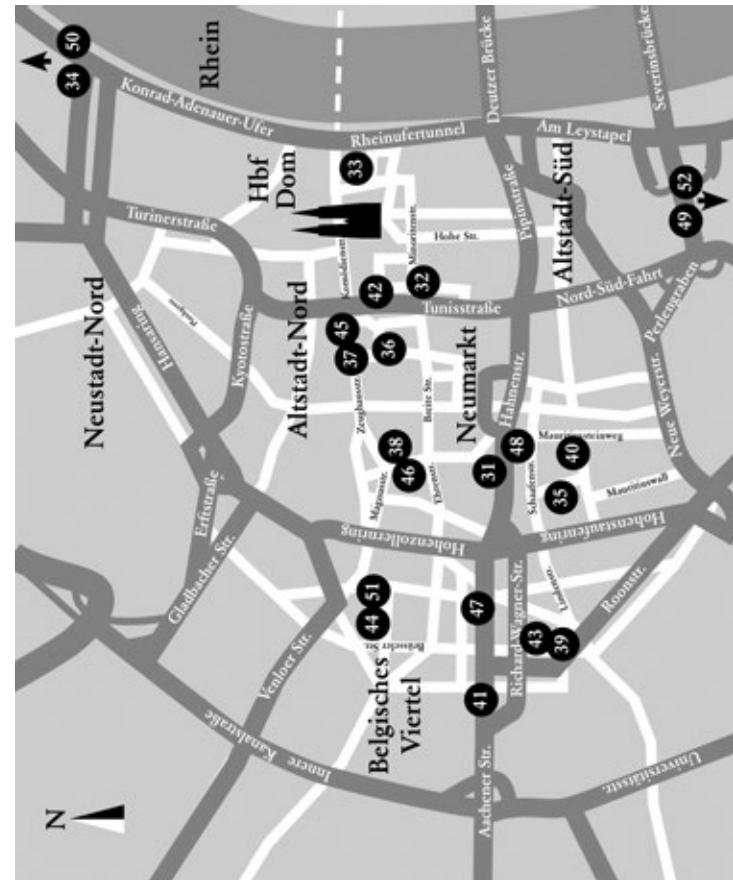 N
Neustadt-Nord
Hansaring
Turinerstraße
Konrad-Adenauer-Ufer
34
50
Rhein
Erftstraße
Gladbacher Str.
Kyotostraße
Innere Kanalstraße
Venloer Str.
Altstadt-Nord
Hbf
Dom
Belgisches
Viertel
Brüsseler Str.
44
51
Magnusstr.
Zeughausstr.
37
45
Komödienstr.
33
Rheinufertunnel
46
38
36
42
32
Minoritenstr.
Ehrenstr.
Breite Str.
Hohenzollernring
Neumarkt
Tunisstraße
Hohe Str.
41
47
31
Aachener Str.
Richard-Wagner-Str.
48
Hahnenstr.
Pipinstraße
Deutzer Brücke
43
39
Lindenstr.
Schaafenstr.
35
40
Mauritiussteinweg
Mauritiuswall
Altstadt-Süd
Am Leystapel
Nord-Süd-Fahrt
Roonstr.
Hohenstaufenring
Neue Weyerstr.
Perlengraben
49
52
Severinsbrücke
Universitätsstr.